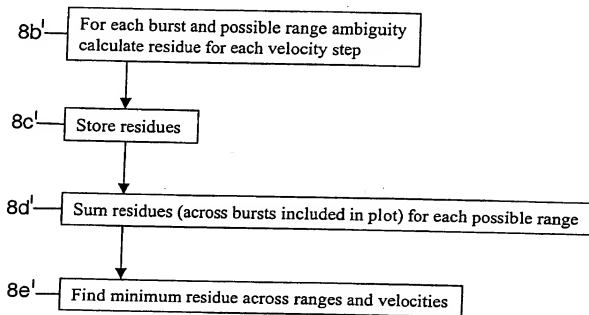 8b' For each burst and possible range ambiguity
calculate residue for each velocity step
8c' Store residues
8d' Sum residues (across bursts included in plot) for each possible range
8e' Find minimum residue across ranges and velocities